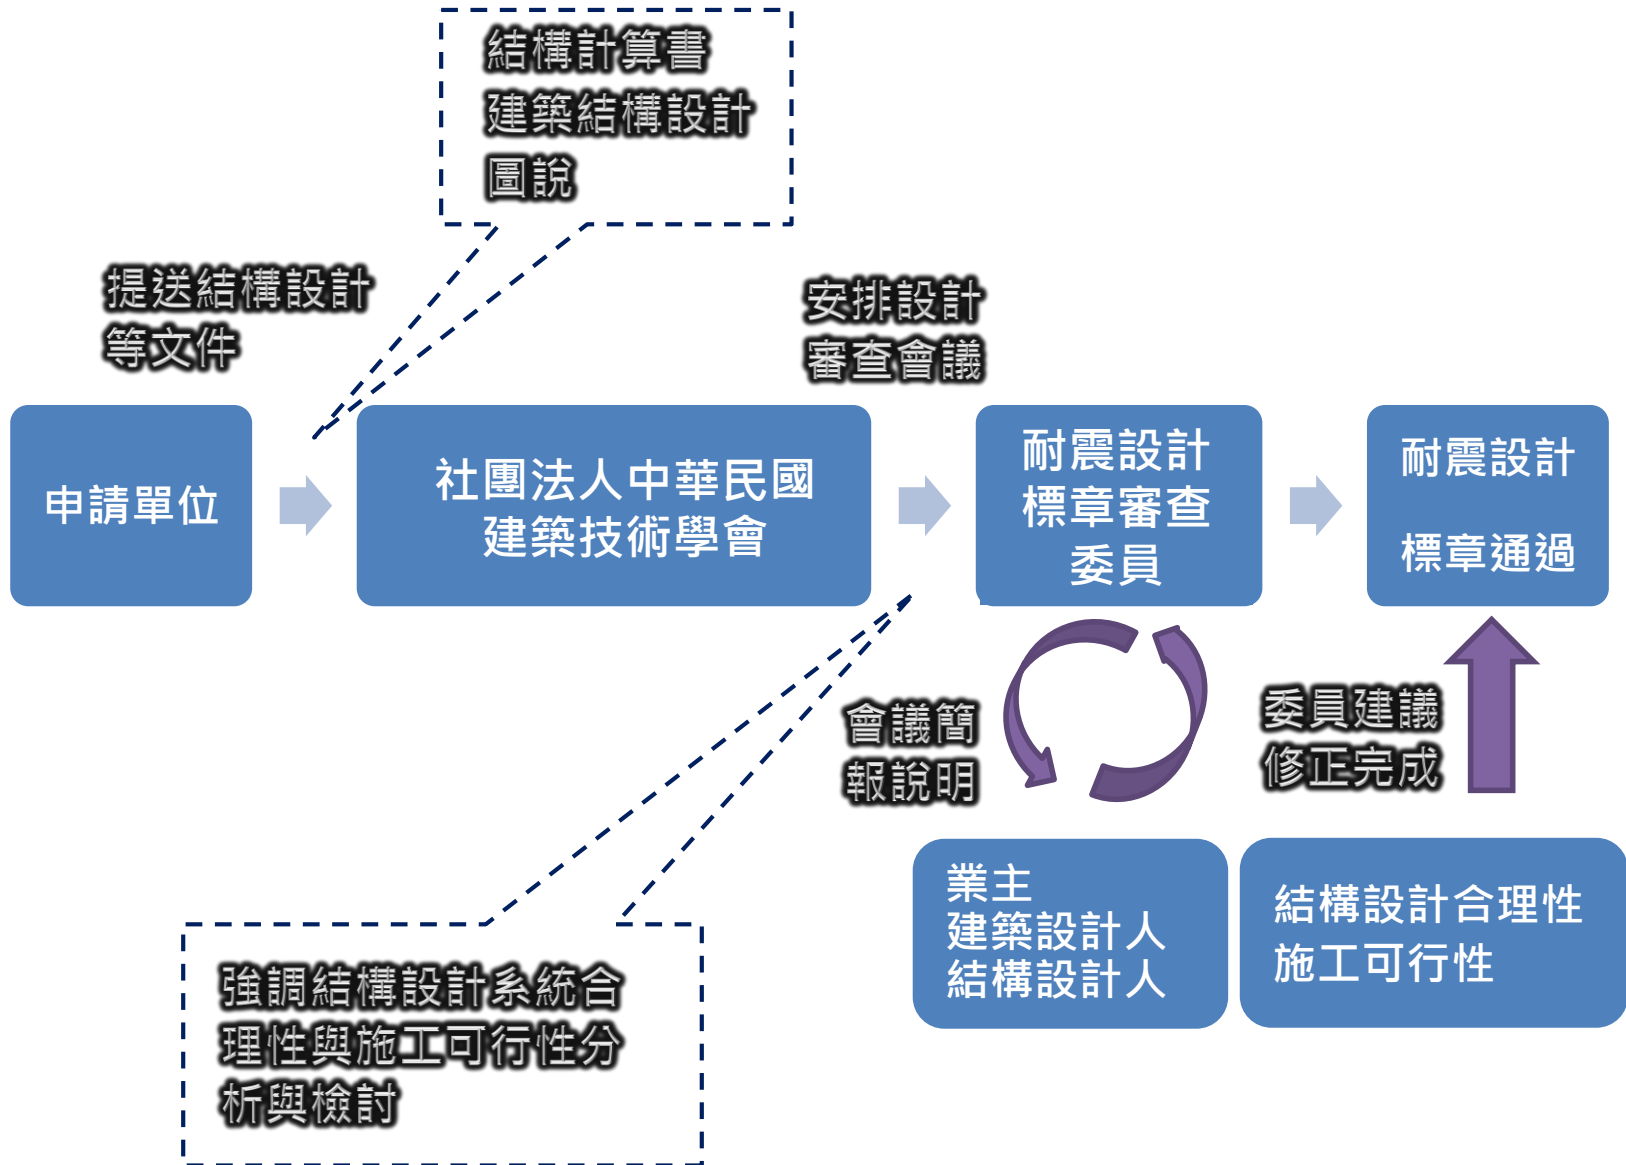 結構計算書
建築結構設計
圖說
提送結構設計
等文件
安排設計
審查會議
申請單位
社團法人中華民國
建築技術學會
耐震設計
標章審查
委員
耐震設計
標章通過
會議簡
報說明
委員建議
修正完成
業主
建築設計人
結構設計人
結構設計合理性
施工可行性
強調結構設計系統合
理性與施工可行性分
析與檢討